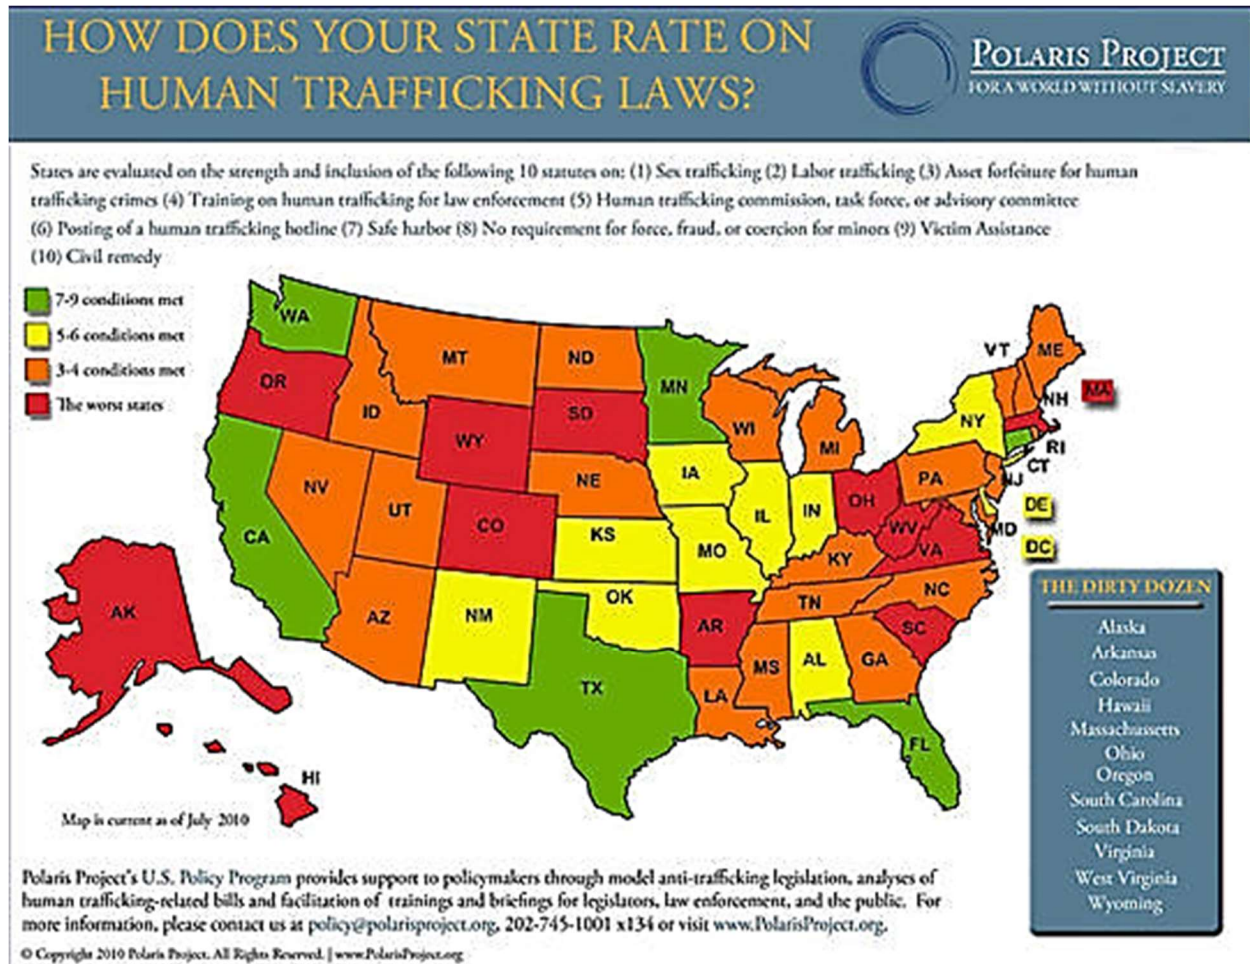 HOW DOES YOUR STATE RATE ON
HUMAN TRAFFICKING LAWS?
POLARIS PROJECT
FOR A WORLD WITHOUT SLAVERY
States are evaluated on the strength and inclusion of the following 10 statutes on: (1) Sex trafficking (2) Labor trafficking (3) Asset forfeiture for human
trafficking crimes (4) Training on human trafficking for law enforcement (5) Human trafficking commission, task force, or advisory committee
(6) Posting of a human trafficking hotline (7) Safe harbor (8) No requirement for force, fraud, or coercion for minors (9) Victim Assistance
(10) Civil remedy
7-9 conditions met
5-6 conditions met
3-4 conditions met
The worst states
WA
OR
CA
ID
NV
MT
WY
UT
AZ
CO
NM
ND
SD
NE
KS
OK
TX
MN
IA
MO
AR
LA
WI
IL
MI
IN
OH
KY
TN
MS
AL
GA
FL
SC
NC
VA
WV
PA
NY
VT
ME
NH
MA
RI
CT
NJ
DE
MD
DC
AK
HI
THE DIRTY DOZEN
Alaska
Arkansas
Colorado
Hawaii
Massachussetts
Ohio
Oregon
South Carolina
South Dakota
Virginia
West Virginia
Wyoming
Map is current as of July 2010
Polaris Project's U.S. Policy Program provides support to policymakers through model anti-trafficking legislation, analyses of
human trafficking-related bills and facilitation of trainings and briefings for legislators, law enforcement, and the public. For
more information, please contact us at policy@polarisproject.org, 202-745-1001 x134 or visit www.PolarisProject.org.
© Copyright 2010 Polaris Project. All Rights Reserved. | www.PolarisProject.org